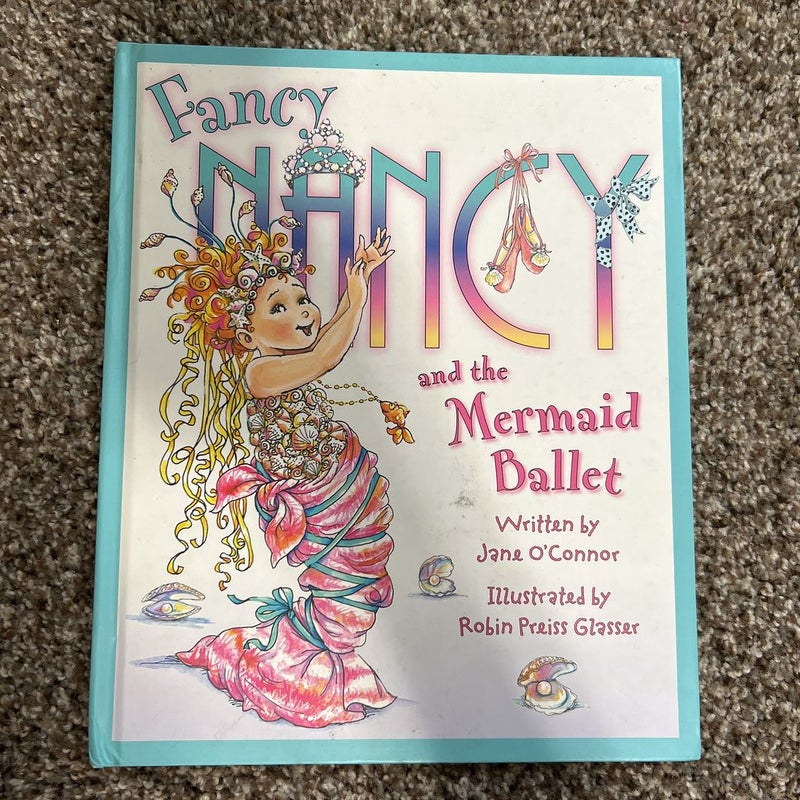 Fancy
NANCY
and the
Mermaid
Ballet
Written by
Jane O'Connor
Illustrated by
Robin Preiss Glasser